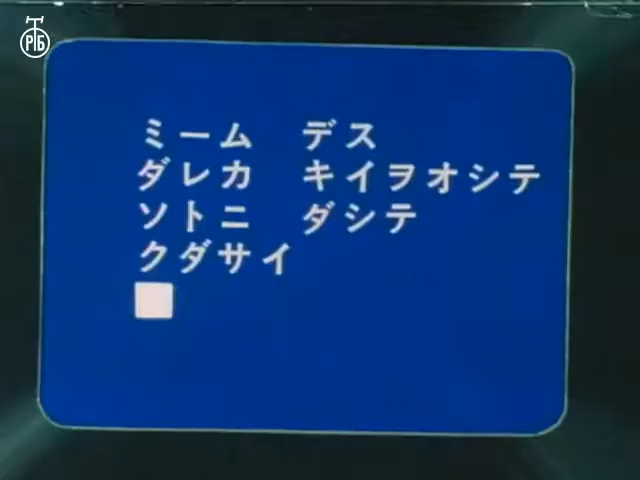 РТБ
ミーム　デス
ダレカ　キイヲオシテ
ソトニ　ダシテ
クダサイ